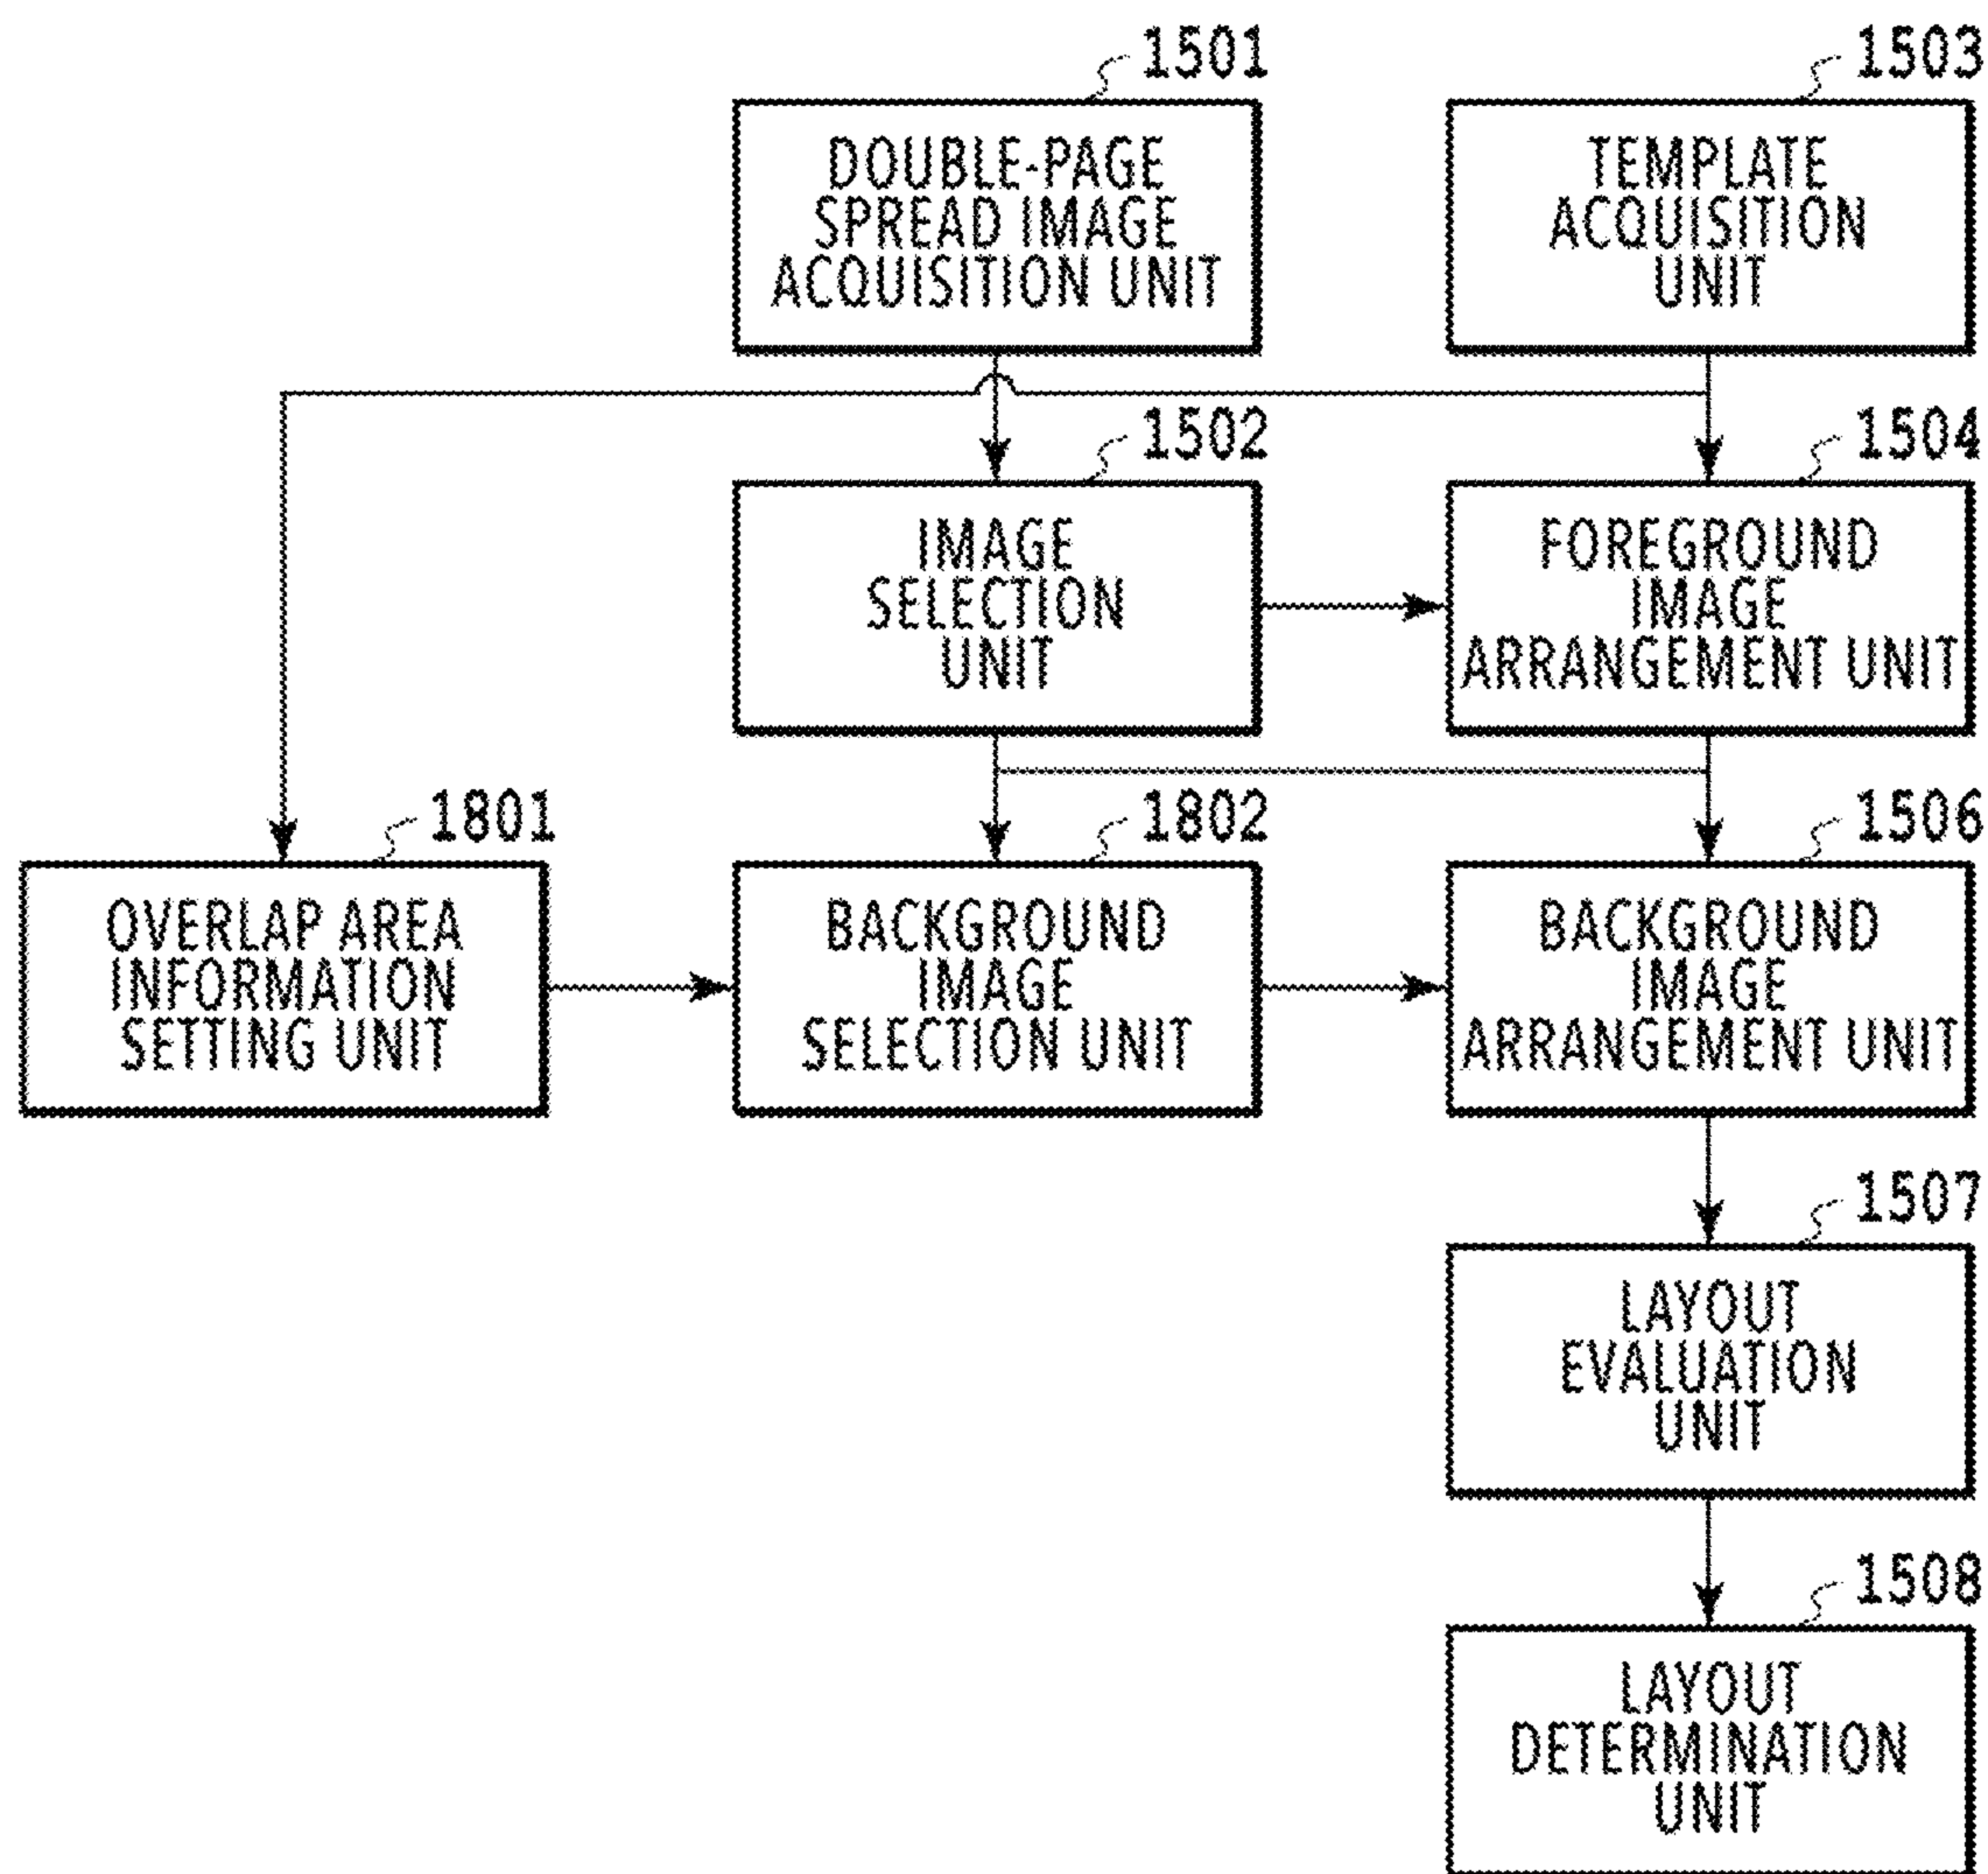 1501
DOUBLE-PAGE
SPREAD IMAGE
ACQUISITION UNIT
1503
TEMPLATE
ACQUISITION
UNIT
1502
IMAGE
SELECTION
UNIT
1504
FOREGROUND
IMAGE
ARRANGEMENT UNIT
1801
OVERLAP AREA
INFORMATION
SETTING UNIT
1802
BACKGROUND
IMAGE
SELECTION UNIT
1506
BACKGROUND
IMAGE
ARRANGEMENT UNIT
1507
LAYOUT
EVALUATION
UNIT
1508
LAYOUT
DETERMINATION
UNIT